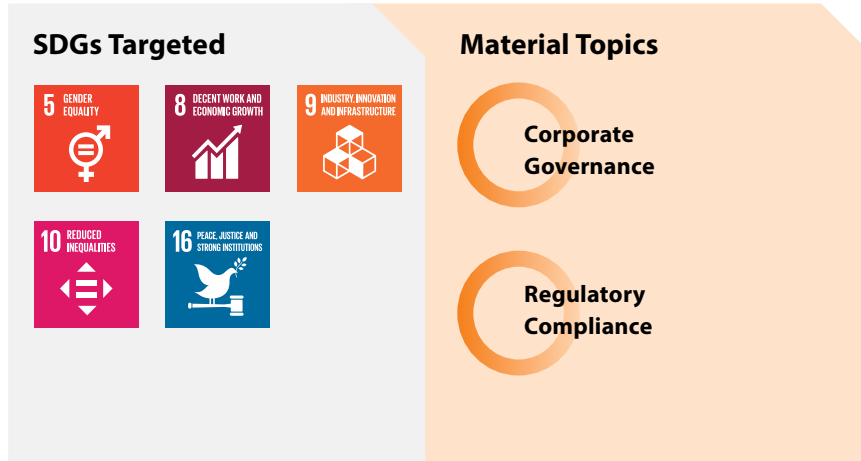 SDGs Targeted
5 GENDER
EQUALITY
8 DECENT WORK AND
ECONOMIC GROWTH
9 INDUSTRY, INNOVATION
AND INFRASTRUCTURE
10 REDUCED
INEQUALITIES
16 PEACE, JUSTICE AND
STRONG INSTITUTIONS
Material Topics
Corporate
Governance
Regulatory
Compliance